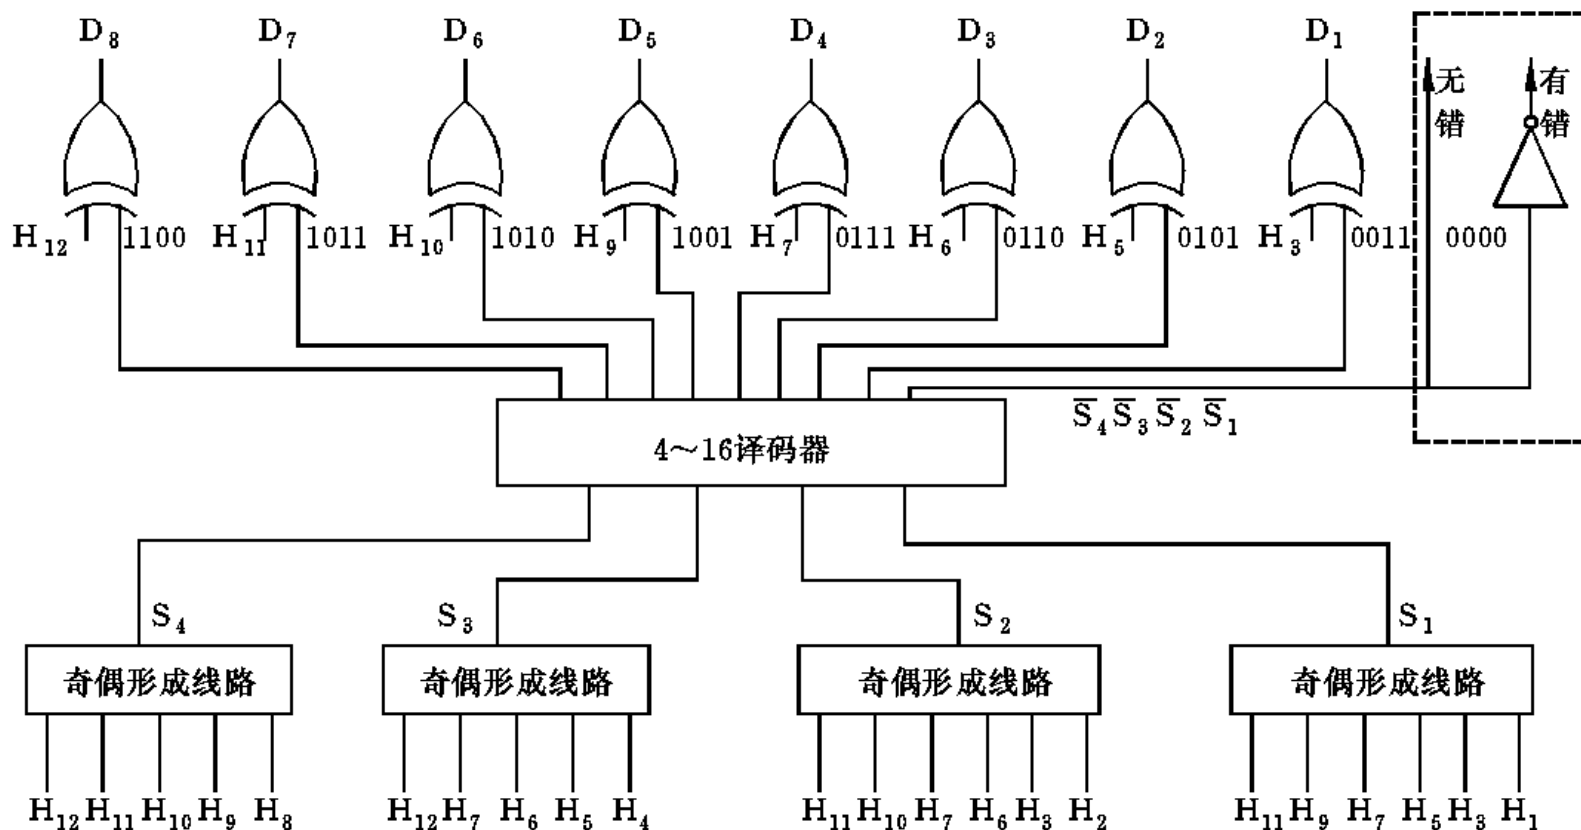 D₈ D₇ D₆ D₅ D₄ D₃ D₂ D₁
无错 有错
H₁₂ 1100 H₁₁ 1011 H₁₀ 1010 H₉ 1001 H₇ 0111 H₆ 0110 H₅ 0101 H₃ 0011 0000
S̅₄ S̅₃ S̅₂ S̅₁
4～16译码器
S₄ S₃ S₂ S₁
奇偶形成线路 奇偶形成线路 奇偶形成线路 奇偶形成线路
H₁₂ H₁₁ H₁₀ H₉ H₈ H₁₂ H₇ H₆ H₅ H₄ H₁₁ H₁₀ H₇ H₆ H₃ H₂ H₁₁ H₉ H₇ H₅ H₃ H₁